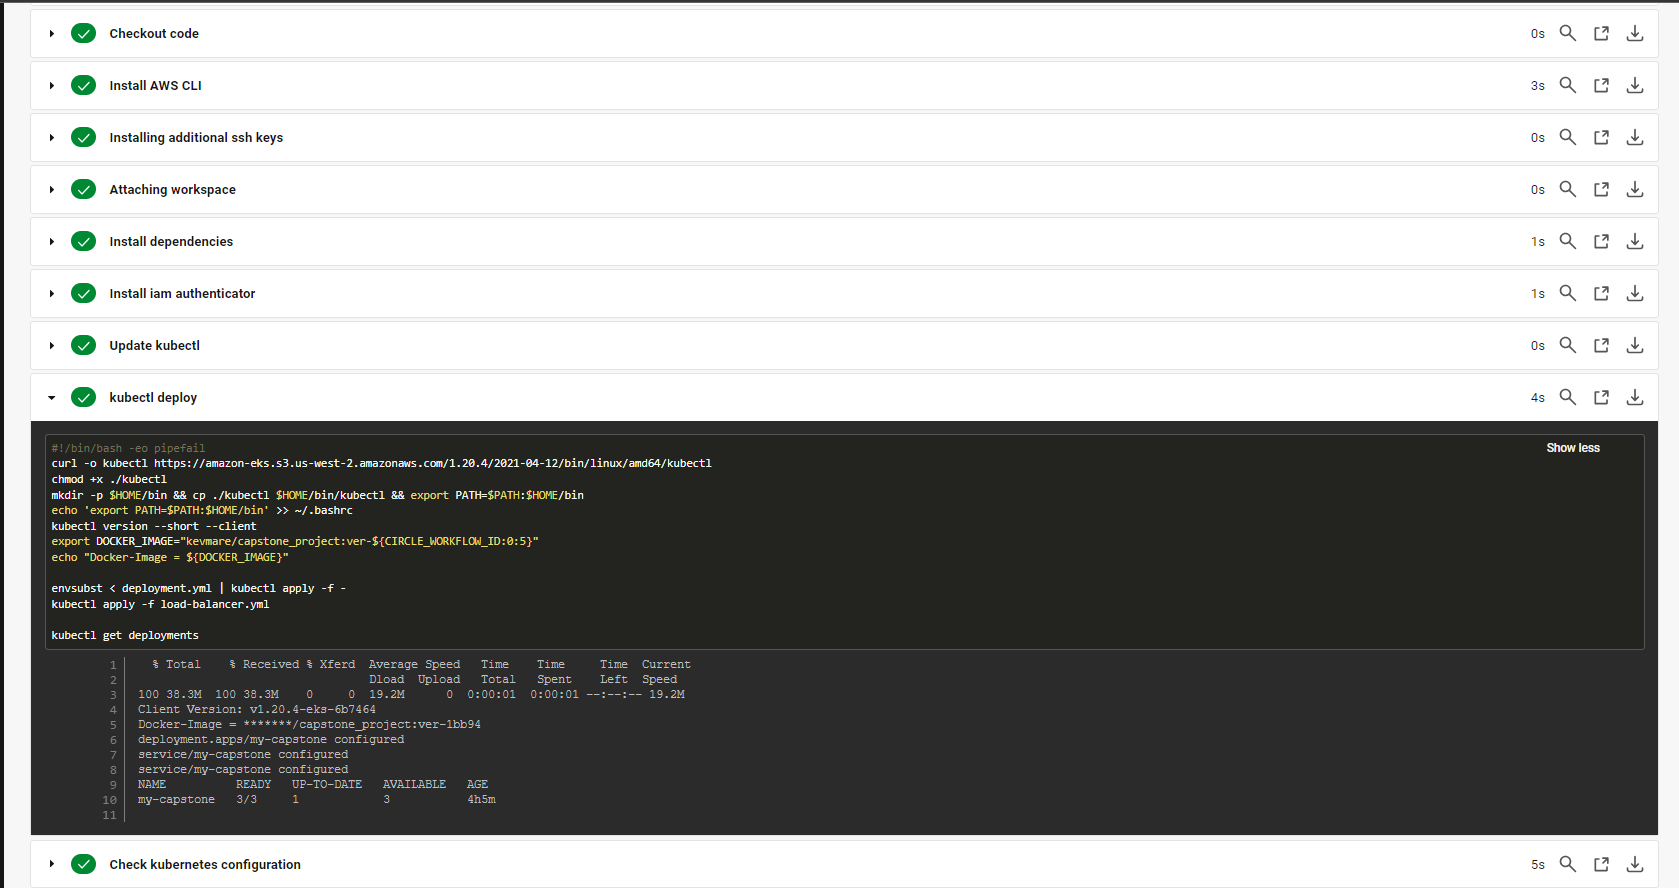 Checkout code 0s
Install AWS CLI 3s
Installing additional ssh keys 0s
Attaching workspace 0s
Install dependencies 1s
Install iam authenticator 1s
Update kubectl 0s
kubectl deploy 4s
#!/bin/bash -eo pipefail Show less
curl -o kubectl https://amazon-eks.s3.us-west-2.amazonaws.com/1.20.4/2021-04-12/bin/linux/amd64/kubectl
chmod +x ./kubectl
mkdir -p $HOME/bin && cp ./kubectl $HOME/bin/kubectl && export PATH=$PATH:$HOME/bin
echo 'export PATH=$PATH:$HOME/bin' >> ~/.bashrc
kubectl version --short --client
export DOCKER_IMAGE="kevmare/capstone_project:ver-${CIRCLE_WORKFLOW_ID:0:5}"
echo "Docker-Image = ${DOCKER_IMAGE}"
envsubst < deployment.yml | kubectl apply -f -
kubectl apply -f load-balancer.yml
kubectl get deployments
1 % Total % Received % Xferd Average Speed Time Time Time Current
2 Dload Upload Total Spent Left Speed
3 100 38.3M 100 38.3M 0 0 19.2M 0 0:00:01 0:00:01 --:--:-- 19.2M
4 Client Version: v1.20.4-eks-6b7464
5 Docker-Image = *******/capstone_project:ver-1bb94
6 deployment.apps/my-capstone configured
7 service/my-capstone configured
8 service/my-capstone configured
9 NAME READY UP-TO-DATE AVAILABLE AGE
10 my-capstone 3/3 1 3 4h5m
11
Check kubernetes configuration 5s